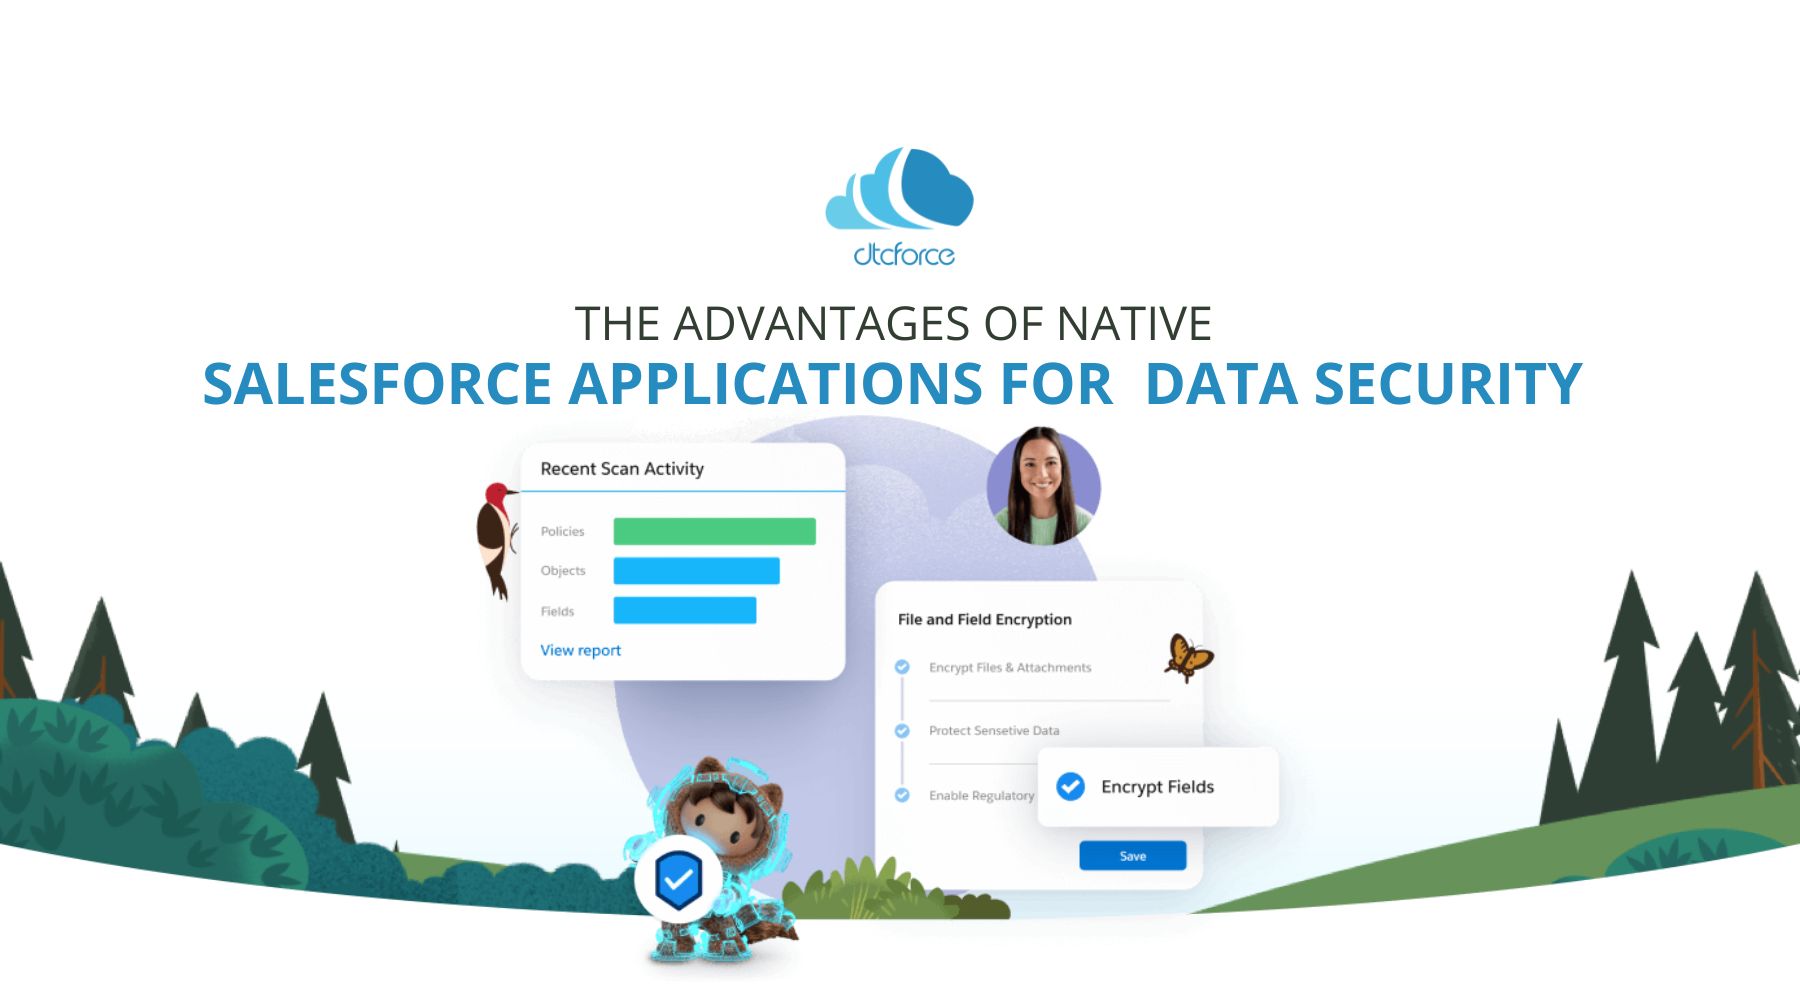 dtcforce
THE ADVANTAGES OF NATIVE
SALESFORCE APPLICATIONS FOR DATA SECURITY
Recent Scan Activity
Policies
Objects
Fields
View report
File and Field Encryption
Encrypt Files & Attachments
Protect Sensetive Data
Enable Regulatory
Encrypt Fields
Save